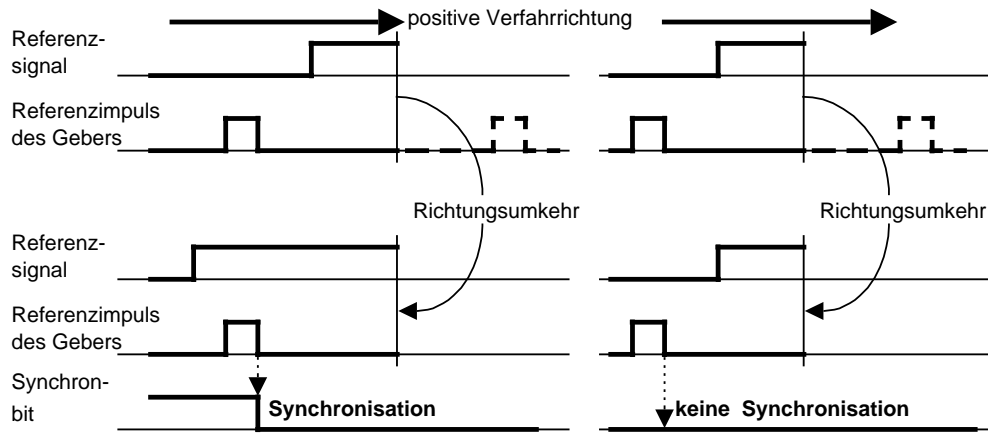 positive Verfahrrichtung
Referenz-
signal
Referenzimpuls
des Gebers
Richtungsumkehr
Richtungsumkehr
Referenz-
signal
Referenzimpuls
des Gebers
Synchron-
bit
Synchronisation
keine Synchronisation